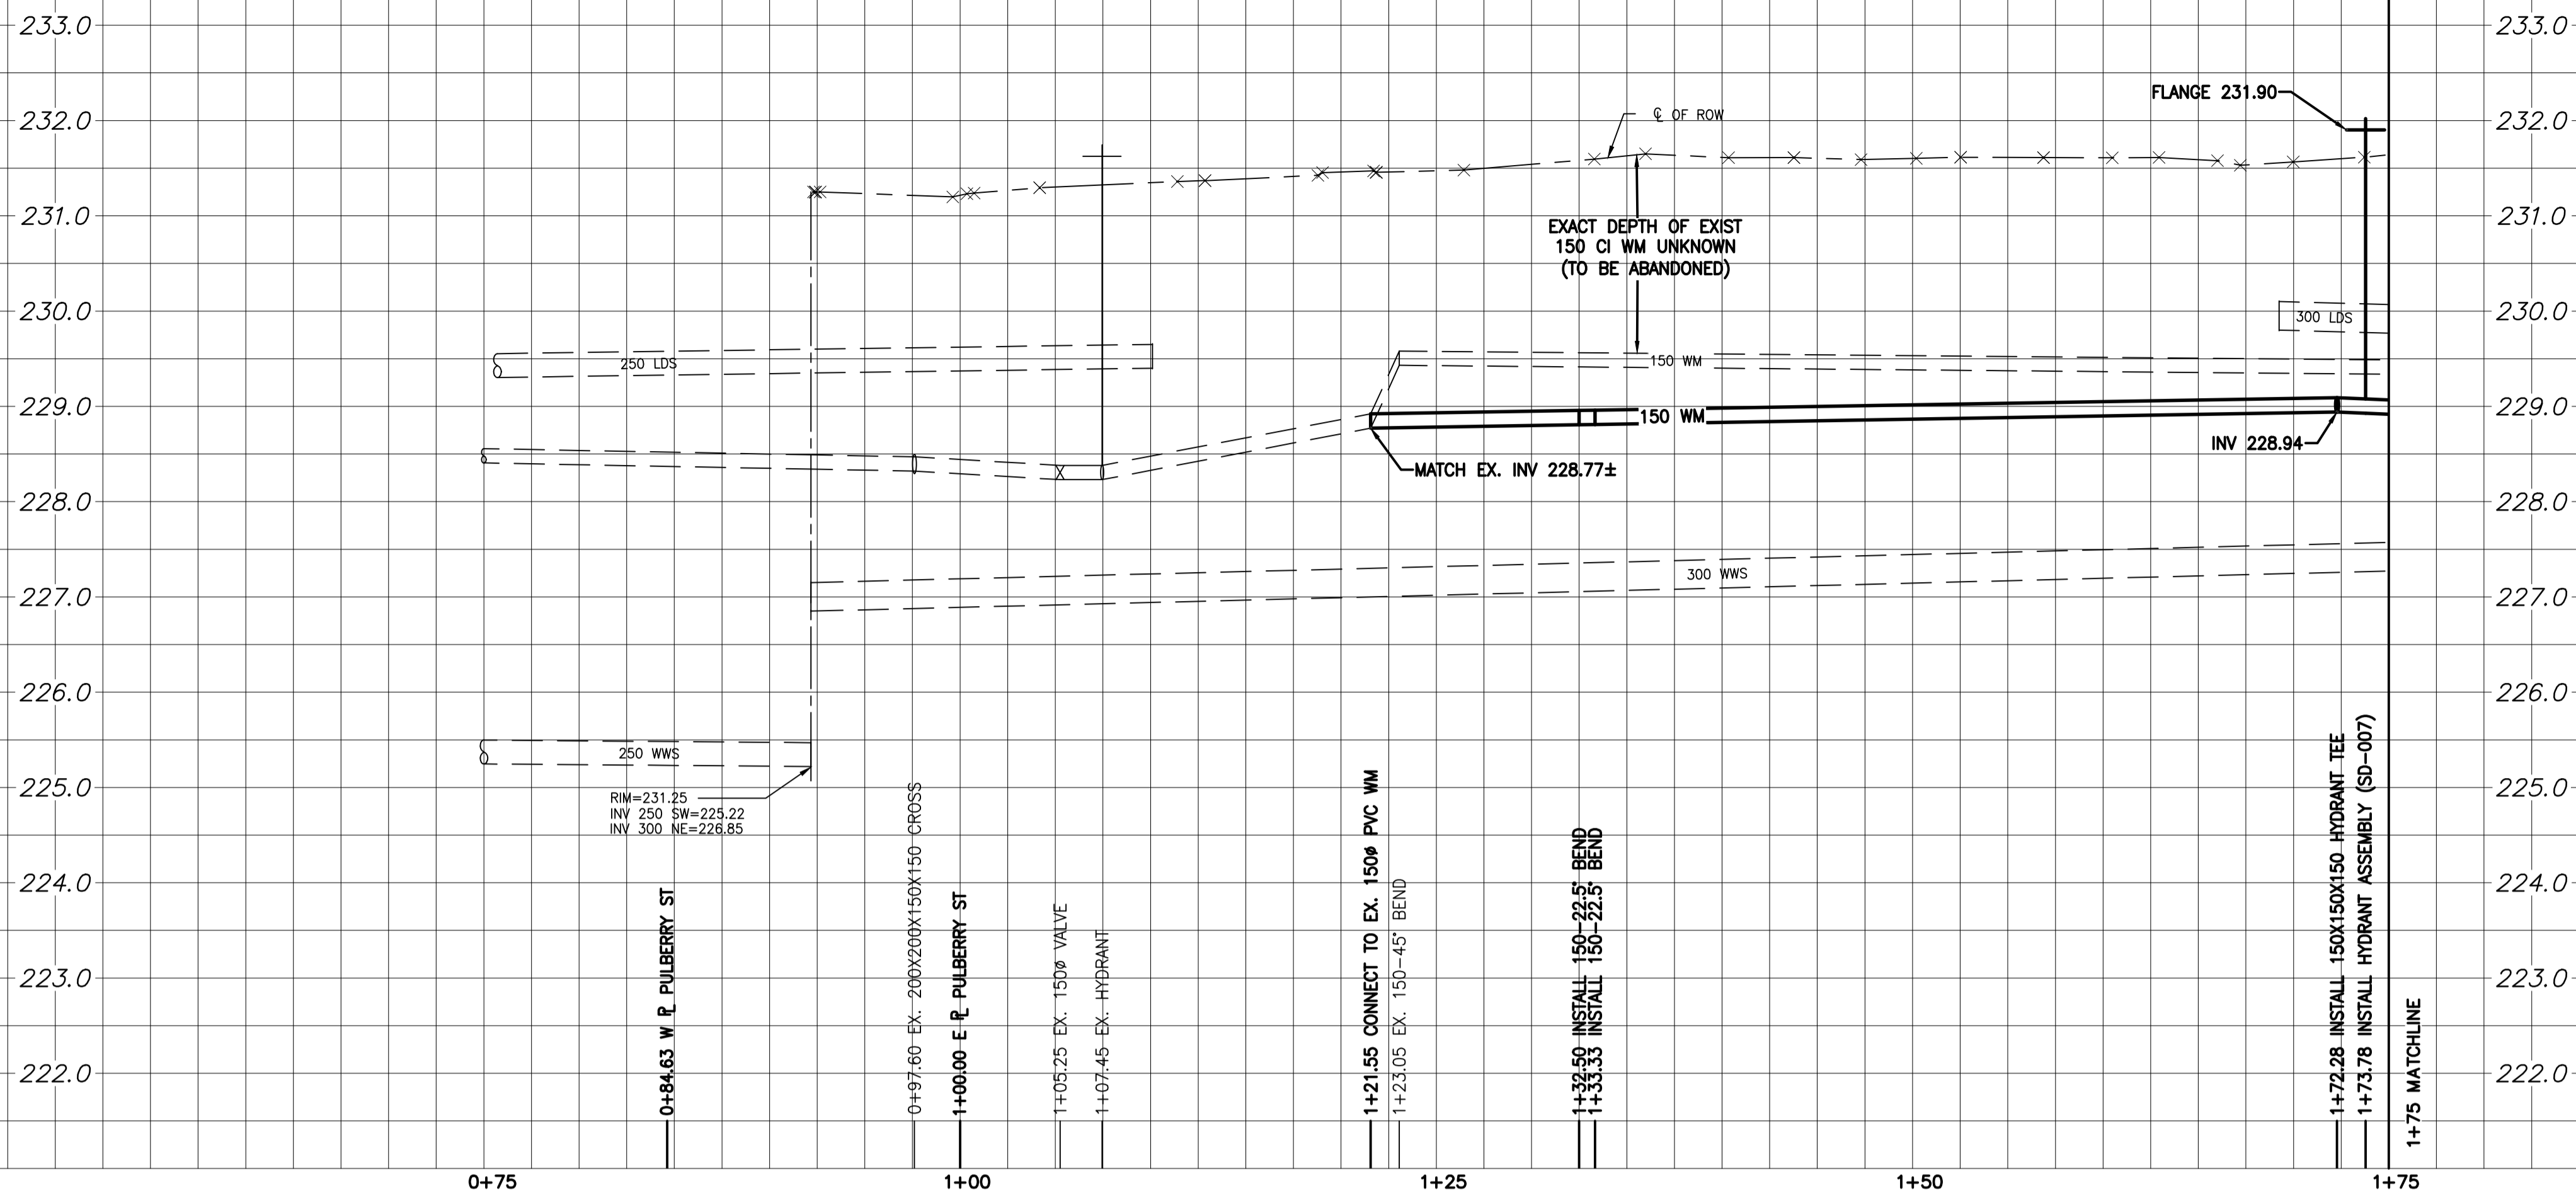 233.0
233.0
FLANGE 231.90
232.0
℄ OF ROW
232.0
231.0
EXACT DEPTH OF EXIST
150 CI WM UNKNOWN
(TO BE ABANDONED)
231.0
230.0
300 LDS
230.0
250 LDS
150 WM
229.0
150 WM
229.0
INV 228.94
MATCH EX. INV 228.77±
228.0
228.0
300 WWS
227.0
227.0
226.0
226.0
250 WWS
225.0
225.0
RIM=231.25
INV 250 SW=225.22
INV 300 NE=226.85
224.0
224.0
223.0
223.0
222.0
222.0
0+84.63 W ⅊ PULBERRY ST
0+97.60 EX. 200X200X150X150 CROSS
1+00.00 E ⅊ PULBERRY ST
1+05.25 EX. 150ø VALVE
1+07.45 EX. HYDRANT
1+21.55 CONNECT TO EX. 150ø PVC WM
1+23.05 EX. 150-45° BEND
1+32.50 INSTALL 150-22.5° BEND
1+33.33 INSTALL 150-22.5° BEND
1+72.28 INSTALL 150X150X150 HYDRANT TEE
1+73.78 INSTALL HYDRANT ASSEMBLY (SD-007)
1+75 MATCHLINE
0+75
1+00
1+25
1+50
1+75